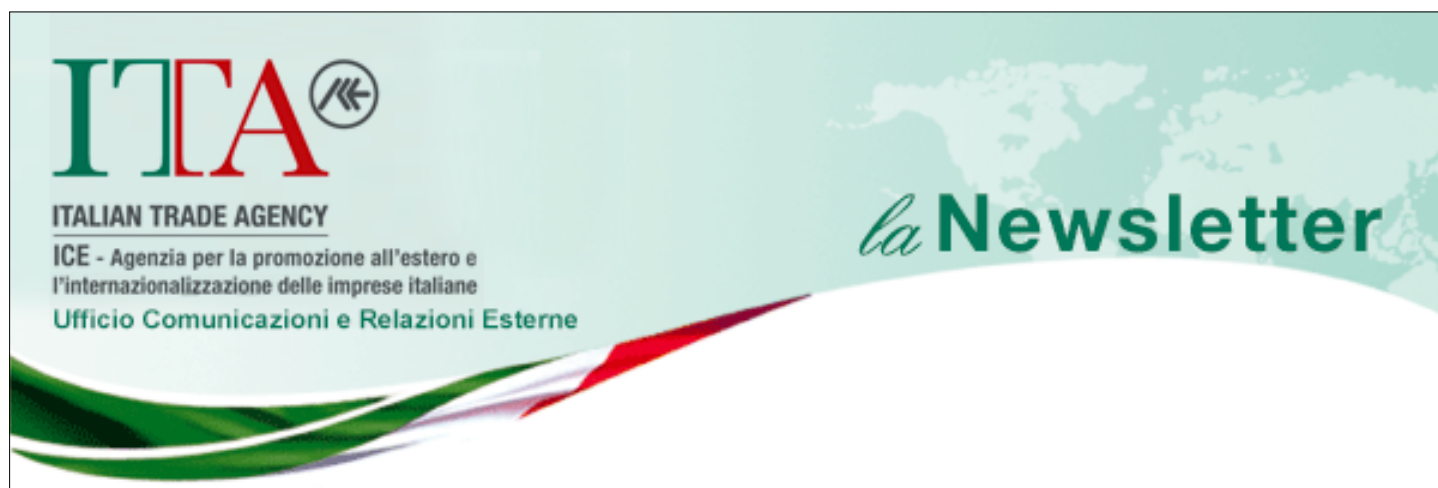 ITA
ITALIAN TRADE AGENCY
ICE - Agenzia per la promozione all'estero e
l'internazionalizzazione delle imprese italiane
Ufficio Comunicazioni e Relazioni Esterne
la Newsletter